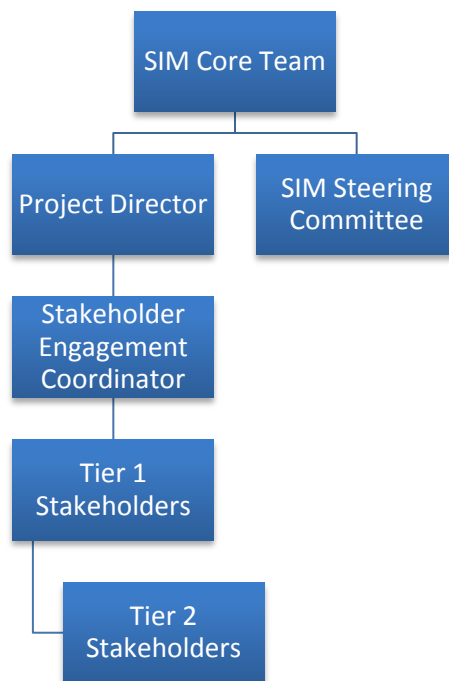 SIM Core Team
Project Director
SIM Steering
Committee
Stakeholder
Engagement
Coordinator
Tier 1
Stakeholders
Tier 2
Stakeholders